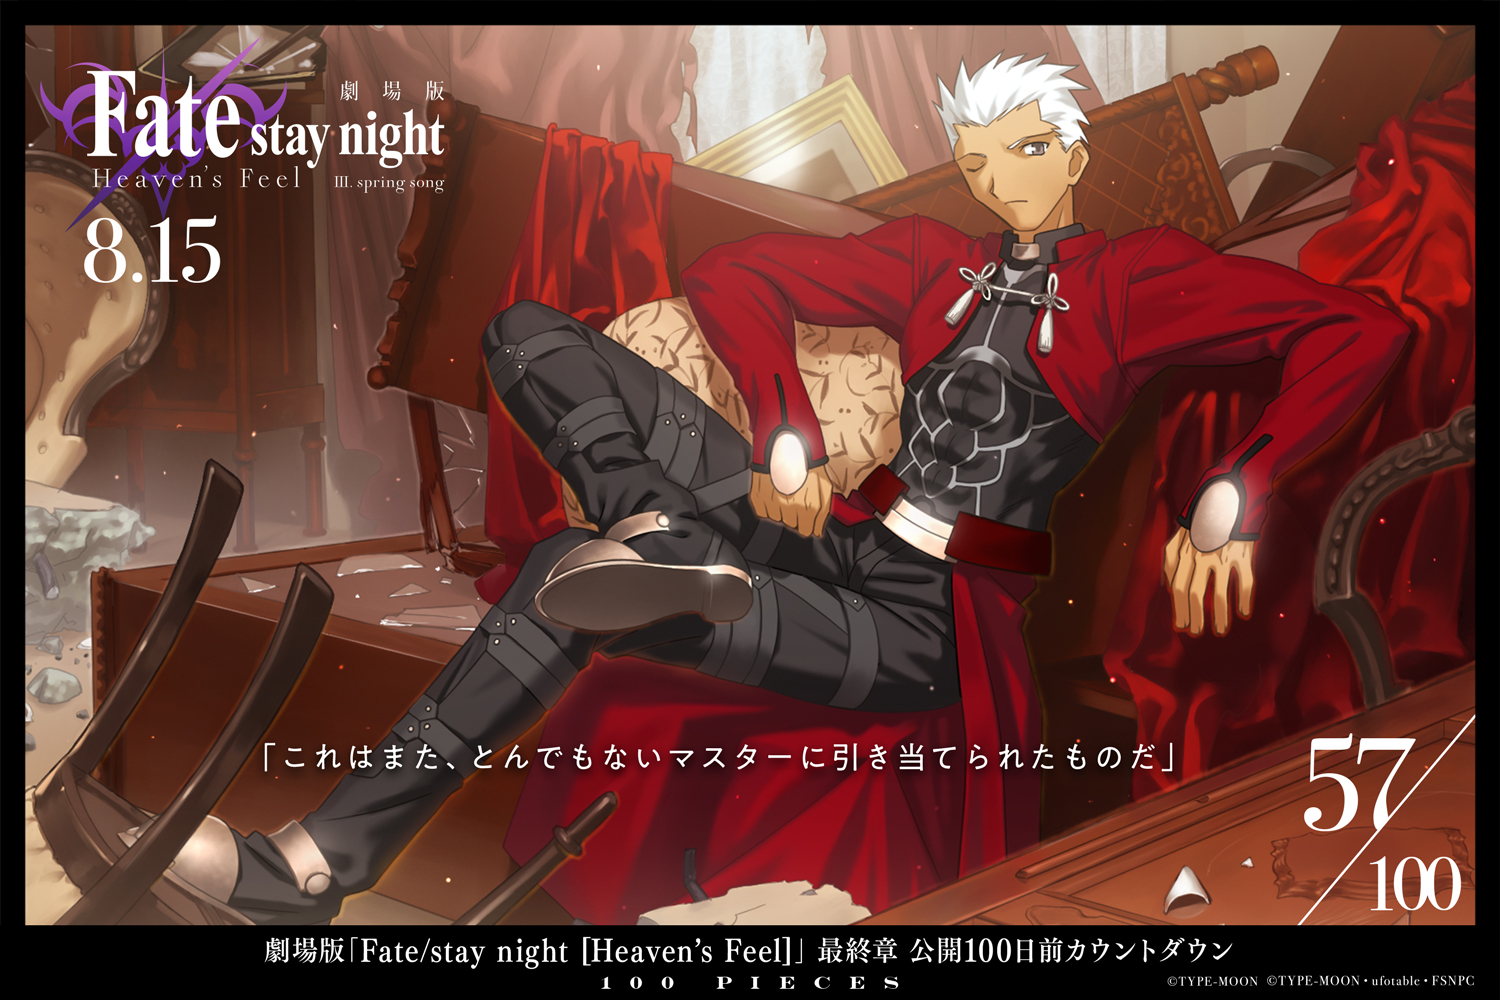 劇場版
Fate stay night
Heaven's Feel III. spring song
8.15
「これはまた、とんでもないマスターに引き当てられたものだ」
57
100
劇場版「Fate/stay night [Heaven's Feel]」 最終章 公開100日前カウントダウン
100 PIECES
©TYPE-MOON ©TYPE-MOON・ufotable・FSNPC